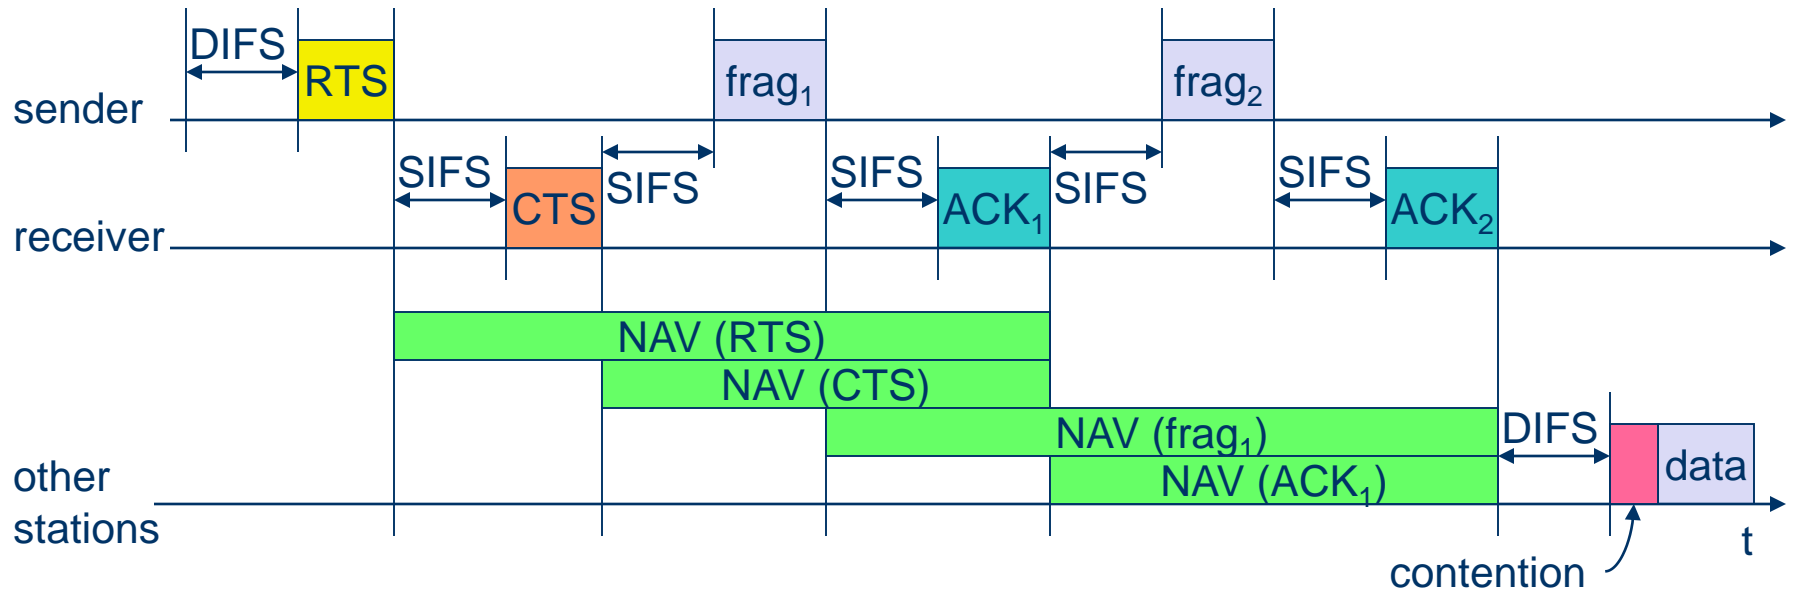 DIFS
RTS
frag₁
frag₂
sender
SIFS
CTS
SIFS
SIFS
ACK₁
SIFS
SIFS
ACK₂
receiver
NAV (RTS)
NAV (CTS)
NAV (frag₁)
DIFS
NAV (ACK₁)
data
other
stations
t
contention